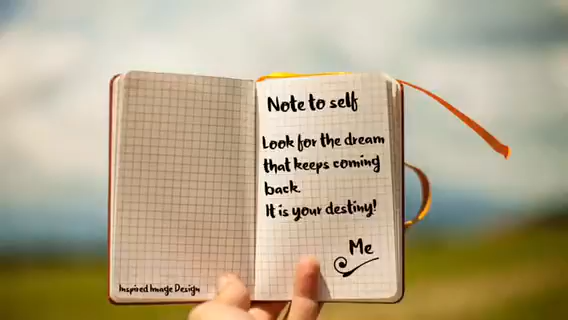 Note to self
Look for the dream
that keeps coming
back.
It is your destiny!
Me
Inspired Image Design